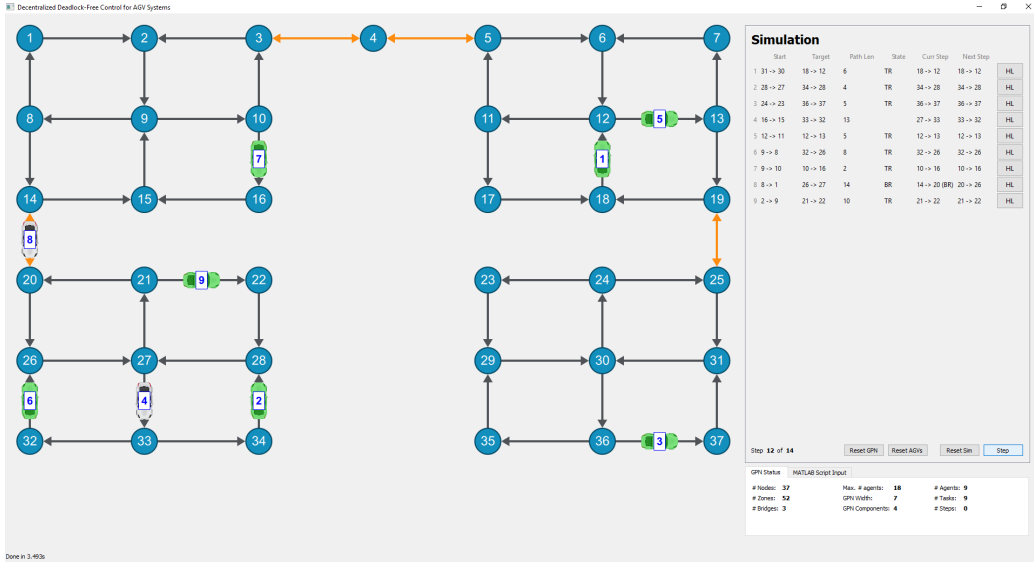 Decentralized Deadlock-Free Control for AGV Systems
1 2 3 4 5 6 7
8 9 10 11 12 5 13
7 1
14 15 16 17 18 19
8
20 21 9 22 23 24 25
26 27 28 29 30 31
6 4 2
32 33 34 35 36 3 37
Simulation
Start Target Path Len State Curr Step Next Step
1 31 -> 30 18 -> 12 6 TR 18 -> 12 18 -> 12 HL
2 28 -> 27 34 -> 28 4 TR 34 -> 28 34 -> 28 HL
3 24 -> 23 36 -> 37 5 TR 36 -> 37 36 -> 37 HL
4 16 -> 15 33 -> 32 13 27 -> 33 33 -> 32 HL
5 12 -> 11 12 -> 13 5 TR 12 -> 13 12 -> 13 HL
6 9 -> 8 32 -> 26 8 TR 32 -> 26 32 -> 26 HL
7 9 -> 10 10 -> 16 2 TR 10 -> 16 10 -> 16 HL
8 8 -> 1 26 -> 27 14 BR 14 -> 20 (BR) 20 -> 26 HL
9 2 -> 9 21 -> 22 10 TR 21 -> 22 21 -> 22 HL
Step 12 of 14 Reset GPN Reset AGVs Reset Sim Step
GPN Status MATLAB Script Input
# Nodes: 37 Max. # agents: 18 # Agents: 9
# Zones: 52 GPN Width: 7 # Tasks: 9
# Bridges: 3 GPN Components: 4 # Steps: 0
Done in 3.493s